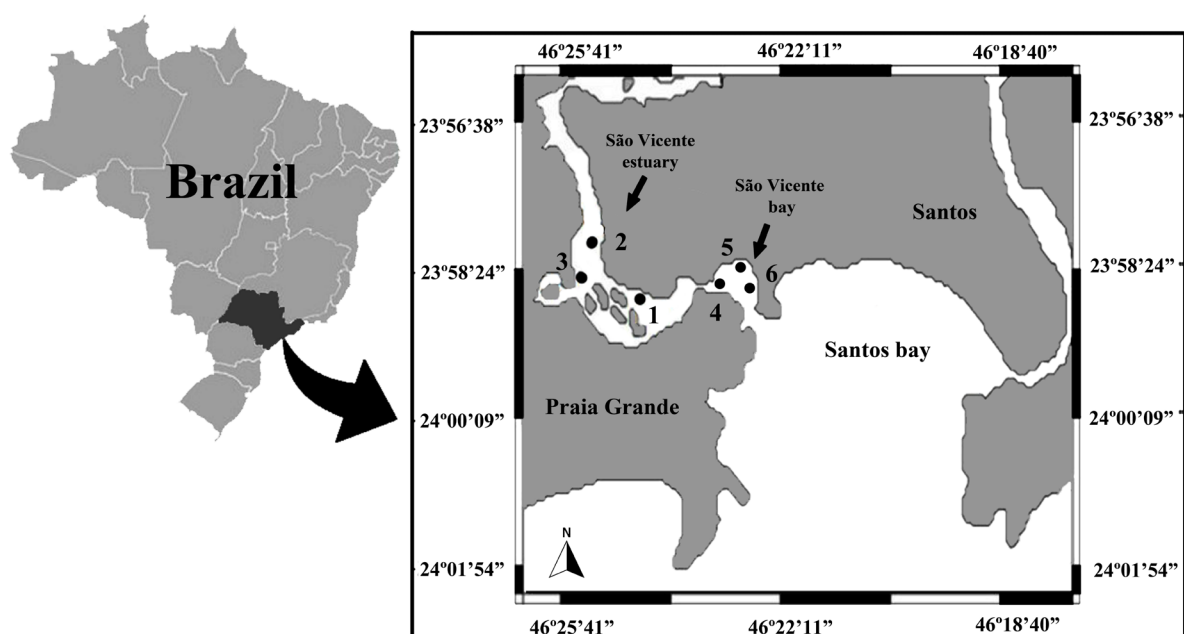 Brazil
46º25’41”
46º22’11”
46º18’40”
23º56’38”
23º56’38”
São Vicente
estuary
São Vicente
bay
Santos
2
5
3
6
23º58’24”
23º58’24”
4
1
Santos bay
Praia Grande
24º00’09”
24º00’09”
N
24º01’54”
24º01’54”
46º25’41”
46º22’11”
46º18’40”